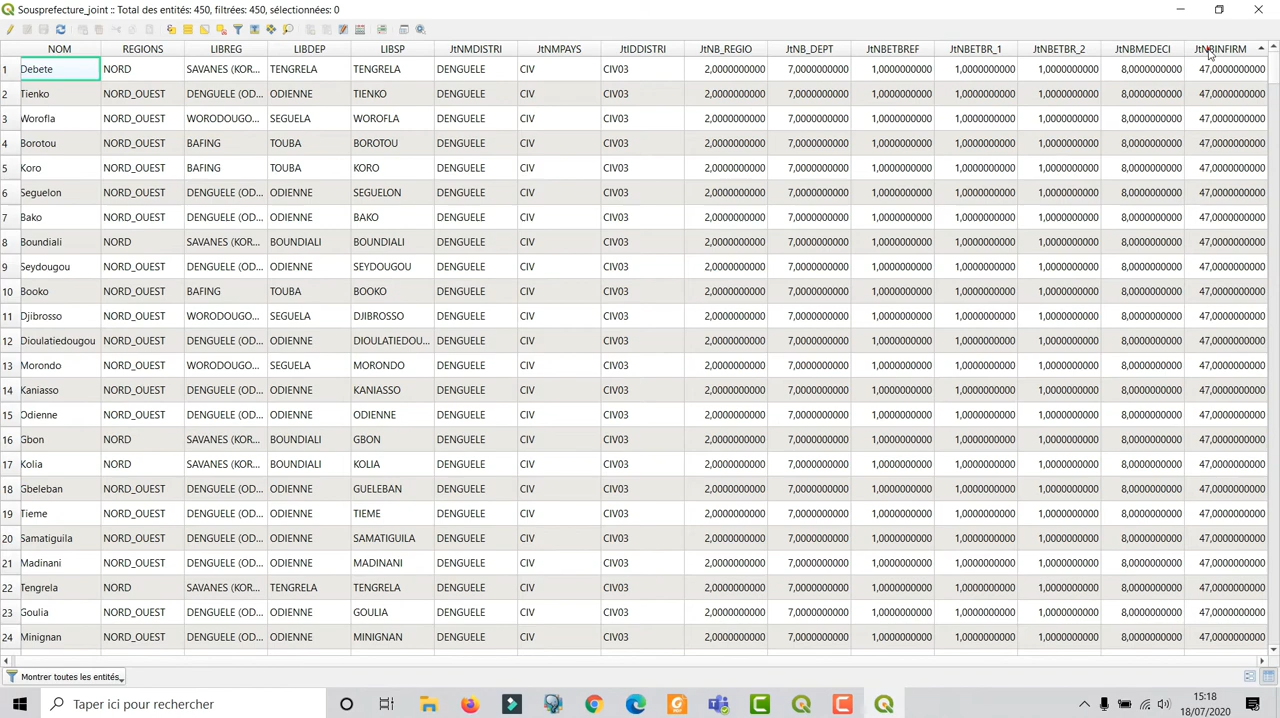 Sousprefecture_joint :: Total des entités: 450, filtrées: 450, sélectionnées: 0
NOM REGIONS LIBREG LIBDEP LIBSP JtNMDISTRI JtNMPAYS JtIDDISTRI JtNB_REGIO JtNB_DEPT JtNBETBREF JtNBETBR_1 JtNBETBR_2 JtNBMEDECI JtNBINFIRM
1 Debete NORD SAVANES (KOR... TENGRELA TENGRELA DENGUELE CIV CIV03 2,0000000000 7,0000000000 1,0000000000 1,0000000000 1,0000000000 8,0000000000 47,0000000000
2 Tienko NORD_OUEST DENGUELE (OD... ODIENNE TIENKO DENGUELE CIV CIV03 2,0000000000 7,0000000000 1,0000000000 1,0000000000 1,0000000000 8,0000000000 47,0000000000
3 Worofla NORD_OUEST WORODOUGO... SEGUELA WOROFLA DENGUELE CIV CIV03 2,0000000000 7,0000000000 1,0000000000 1,0000000000 1,0000000000 8,0000000000 47,0000000000
4 Borotou NORD_OUEST BAFING TOUBA BOROTOU DENGUELE CIV CIV03 2,0000000000 7,0000000000 1,0000000000 1,0000000000 1,0000000000 8,0000000000 47,0000000000
5 Koro NORD_OUEST BAFING TOUBA KORO DENGUELE CIV CIV03 2,0000000000 7,0000000000 1,0000000000 1,0000000000 1,0000000000 8,0000000000 47,0000000000
6 Seguelon NORD_OUEST DENGUELE (OD... ODIENNE SEGUELON DENGUELE CIV CIV03 2,0000000000 7,0000000000 1,0000000000 1,0000000000 1,0000000000 8,0000000000 47,0000000000
7 Bako NORD_OUEST DENGUELE (OD... ODIENNE BAKO DENGUELE CIV CIV03 2,0000000000 7,0000000000 1,0000000000 1,0000000000 1,0000000000 8,0000000000 47,0000000000
8 Boundiali NORD SAVANES (KOR... BOUNDIALI BOUNDIALI DENGUELE CIV CIV03 2,0000000000 7,0000000000 1,0000000000 1,0000000000 1,0000000000 8,0000000000 47,0000000000
9 Seydougou NORD_OUEST DENGUELE (OD... ODIENNE SEYDOUGOU DENGUELE CIV CIV03 2,0000000000 7,0000000000 1,0000000000 1,0000000000 1,0000000000 8,0000000000 47,0000000000
10 Booko NORD_OUEST BAFING TOUBA BOOKO DENGUELE CIV CIV03 2,0000000000 7,0000000000 1,0000000000 1,0000000000 1,0000000000 8,0000000000 47,0000000000
11 Djibrosso NORD_OUEST WORODOUGO... SEGUELA DJIBROSSO DENGUELE CIV CIV03 2,0000000000 7,0000000000 1,0000000000 1,0000000000 1,0000000000 8,0000000000 47,0000000000
12 Dioulatiedougou NORD_OUEST DENGUELE (OD... ODIENNE DIOULATIEDOU... DENGUELE CIV CIV03 2,0000000000 7,0000000000 1,0000000000 1,0000000000 1,0000000000 8,0000000000 47,0000000000
13 Morondo NORD_OUEST WORODOUGO... SEGUELA MORONDO DENGUELE CIV CIV03 2,0000000000 7,0000000000 1,0000000000 1,0000000000 1,0000000000 8,0000000000 47,0000000000
14 Kaniasso NORD_OUEST DENGUELE (OD... ODIENNE KANIASSO DENGUELE CIV CIV03 2,0000000000 7,0000000000 1,0000000000 1,0000000000 1,0000000000 8,0000000000 47,0000000000
15 Odienne NORD_OUEST DENGUELE (OD... ODIENNE ODIENNE DENGUELE CIV CIV03 2,0000000000 7,0000000000 1,0000000000 1,0000000000 1,0000000000 8,0000000000 47,0000000000
16 Gbon NORD SAVANES (KOR... BOUNDIALI GBON DENGUELE CIV CIV03 2,0000000000 7,0000000000 1,0000000000 1,0000000000 1,0000000000 8,0000000000 47,0000000000
17 Kolia NORD SAVANES (KOR... BOUNDIALI KOLIA DENGUELE CIV CIV03 2,0000000000 7,0000000000 1,0000000000 1,0000000000 1,0000000000 8,0000000000 47,0000000000
18 Gbeleban NORD_OUEST DENGUELE (OD... ODIENNE GUELEBAN DENGUELE CIV CIV03 2,0000000000 7,0000000000 1,0000000000 1,0000000000 1,0000000000 8,0000000000 47,0000000000
19 Tieme NORD_OUEST DENGUELE (OD... ODIENNE TIEME DENGUELE CIV CIV03 2,0000000000 7,0000000000 1,0000000000 1,0000000000 1,0000000000 8,0000000000 47,0000000000
20 Samatiguila NORD_OUEST DENGUELE (OD... ODIENNE SAMATIGUILA DENGUELE CIV CIV03 2,0000000000 7,0000000000 1,0000000000 1,0000000000 1,0000000000 8,0000000000 47,0000000000
21 Madinani NORD_OUEST DENGUELE (OD... ODIENNE MADINANI DENGUELE CIV CIV03 2,0000000000 7,0000000000 1,0000000000 1,0000000000 1,0000000000 8,0000000000 47,0000000000
22 Tengrela NORD SAVANES (KOR... TENGRELA TENGRELA DENGUELE CIV CIV03 2,0000000000 7,0000000000 1,0000000000 1,0000000000 1,0000000000 8,0000000000 47,0000000000
23 Goulia NORD_OUEST DENGUELE (OD... ODIENNE GOULIA DENGUELE CIV CIV03 2,0000000000 7,0000000000 1,0000000000 1,0000000000 1,0000000000 8,0000000000 47,0000000000
24 Minignan NORD_OUEST DENGUELE (OD... ODIENNE MINIGNAN DENGUELE CIV CIV03 2,0000000000 7,0000000000 1,0000000000 1,0000000000 1,0000000000 8,0000000000 47,0000000000
Montrer toutes les entités
Taper ici pour rechercher
15:18
18/07/2020